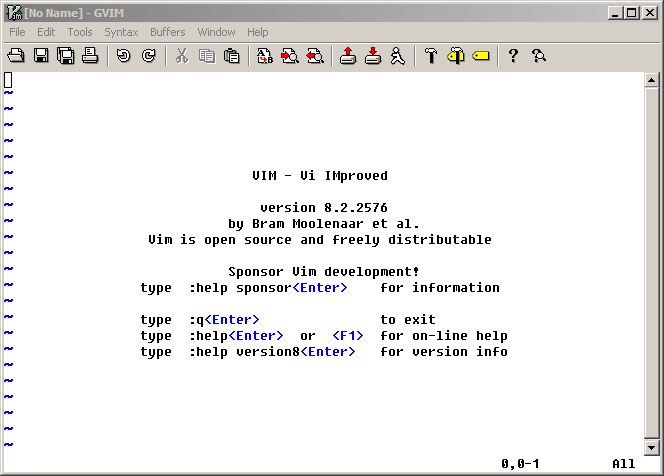 [No Name] - GVIM
File Edit Tools Syntax Buffers Window Help
~
~
~
~
~
~
VIM - Vi IMproved
~
~
version 8.2.2576
~
by Bram Moolenaar et al.
~
Vim is open source and freely distributable
~
~
Sponsor Vim development!
~
type :help sponsor<Enter> for information
~
~
type :q<Enter> to exit
~
type :help<Enter> or <F1> for on-line help
~
type :help version8<Enter> for version info
~
~
~
~
~
~
0,0-1 All